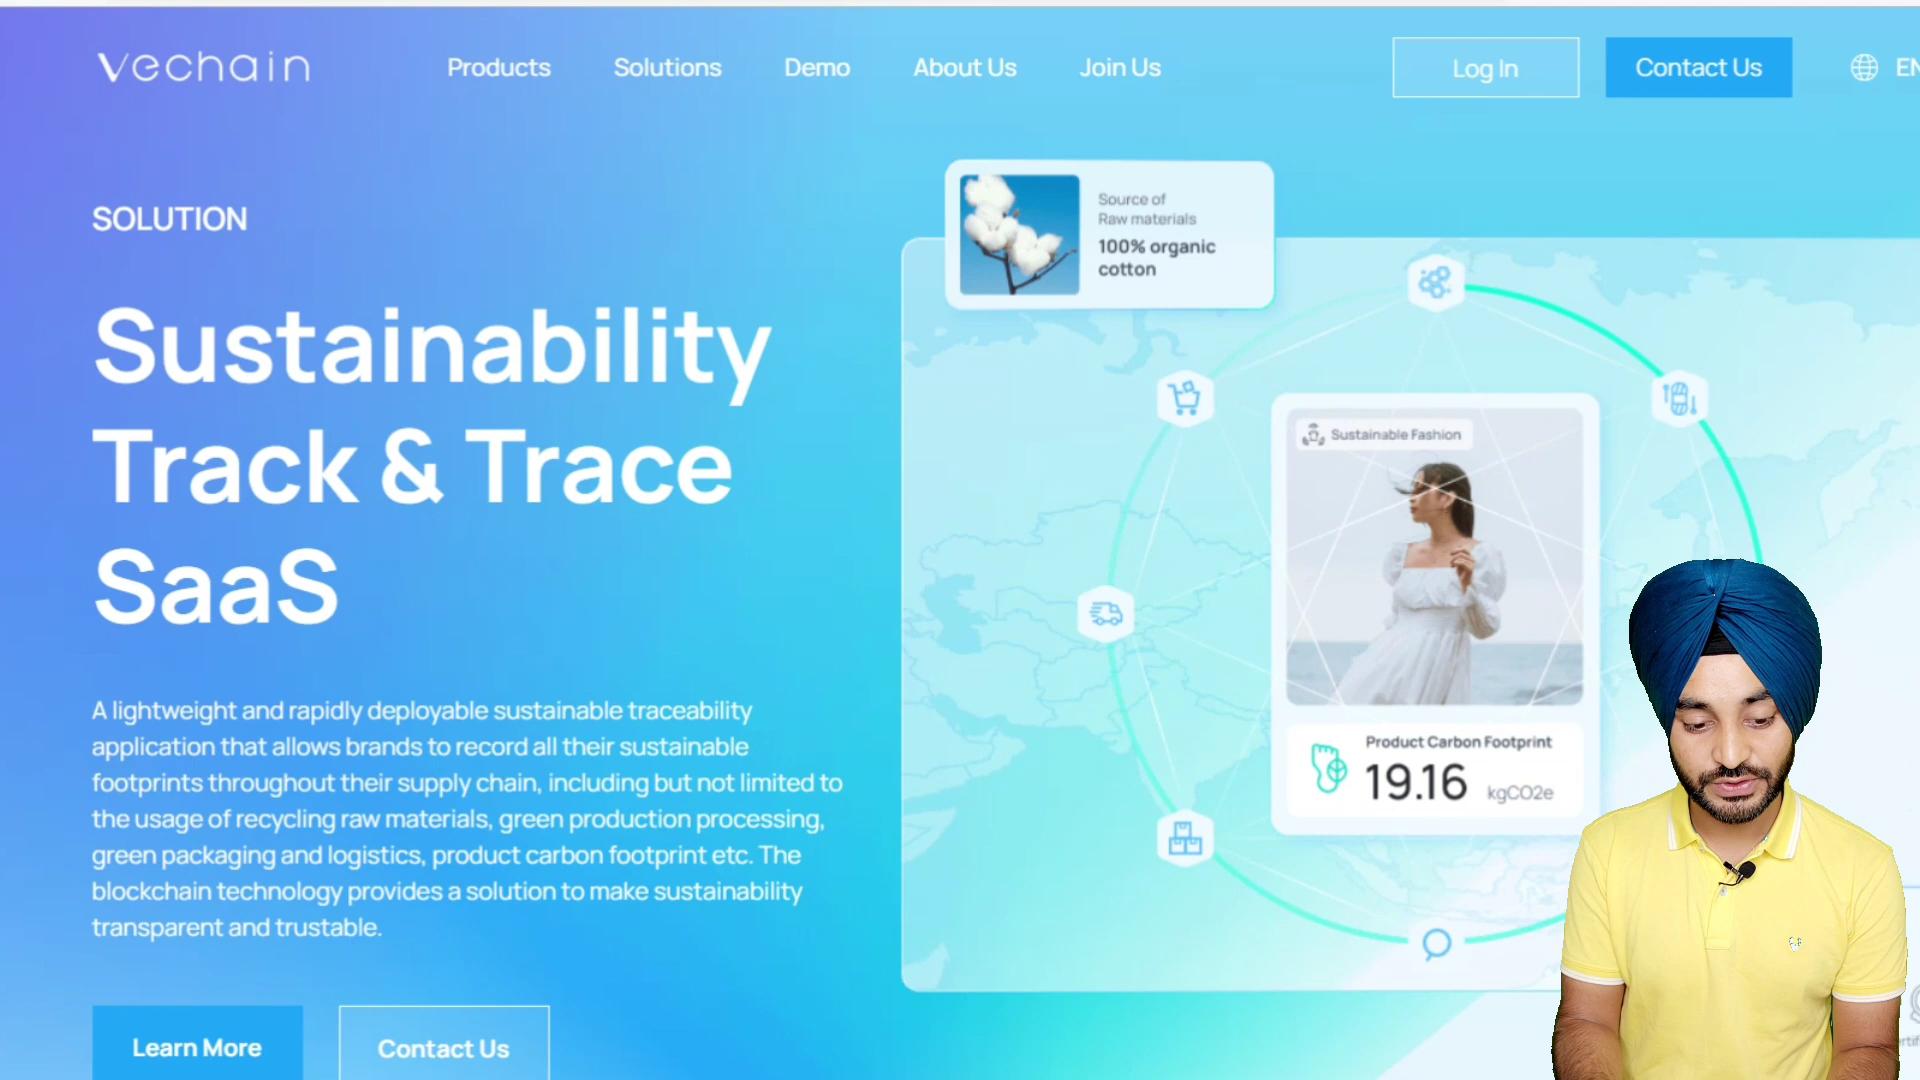 vechain
Products
Solutions
Demo
About Us
Join Us
Log In
Contact Us
SOLUTION
Sustainability
Track & Trace
SaaS
A lightweight and rapidly deployable sustainable traceability
application that allows brands to record all their sustainable
footprints throughout their supply chain, including but not limited to
the usage of recycling raw materials, green production processing,
green packaging and logistics, product carbon footprint etc. The
blockchain technology provides a solution to make sustainability
transparent and trustable.
Learn More
Contact Us
Source of
Raw materials
100% organic
cotton
Sustainable Fashion
Product Carbon Footprint
19.16 kgCO2e